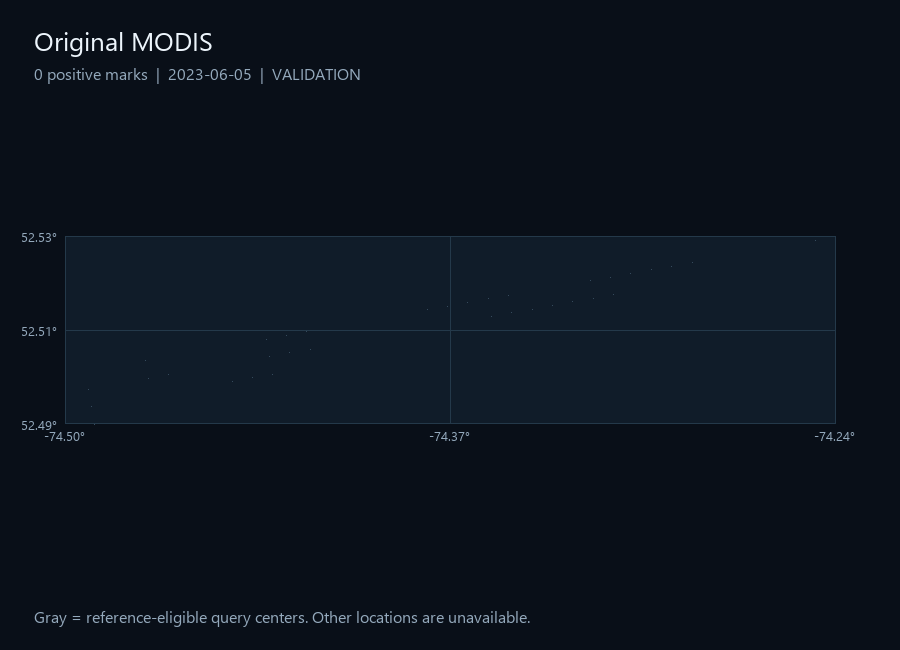 Original MODIS
0 positive marks | 2023-06-05 | VALIDATION
52.53°
52.51°
52.49°
-74.50°
-74.37°
-74.24°
Gray = reference-eligible query centers. Other locations are unavailable.